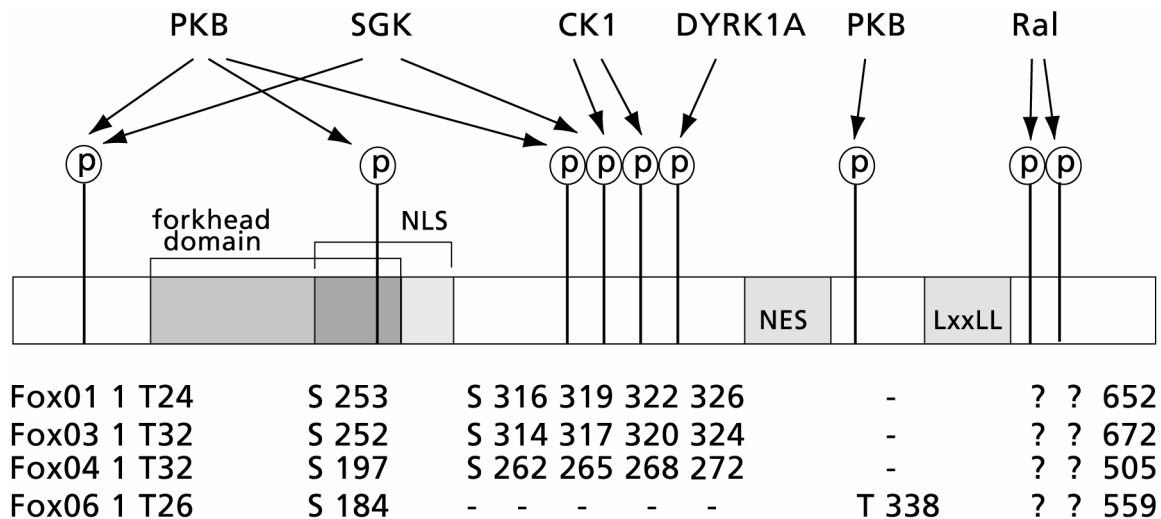 PKB SGK CK1 DYRK1A PKB Ral
p p p p p p p p p
forkhead
domain
NLS
NES LxxLL
Fox01 1 T24 S 253 S 316 319 322 326 - ? ? 652
Fox03 1 T32 S 252 S 314 317 320 324 - ? ? 672
Fox04 1 T32 S 197 S 262 265 268 272 - ? ? 505
Fox06 1 T26 S 184 - - - - - T 338 ? ? 559